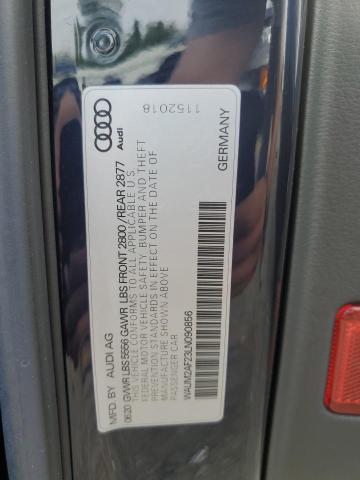 MFD. BY AUDI AG
06.20 GVWR LBS 5556 GAWR LBS FRONT 2800 / REAR 2877
THIS VEHICLE CONFORMS TO ALL APPLICABLE U.S.
FEDERAL MOTOR VEHICLE SAFETY, BUMPER AND THEFT
PREVENTION STANDARDS IN EFFECT ON THE DATE OF
MANUFACTURE SHOWN ABOVE
PASSENGER CAR
WAUM2AF23LN090856
GERMANY
Audi
1152018